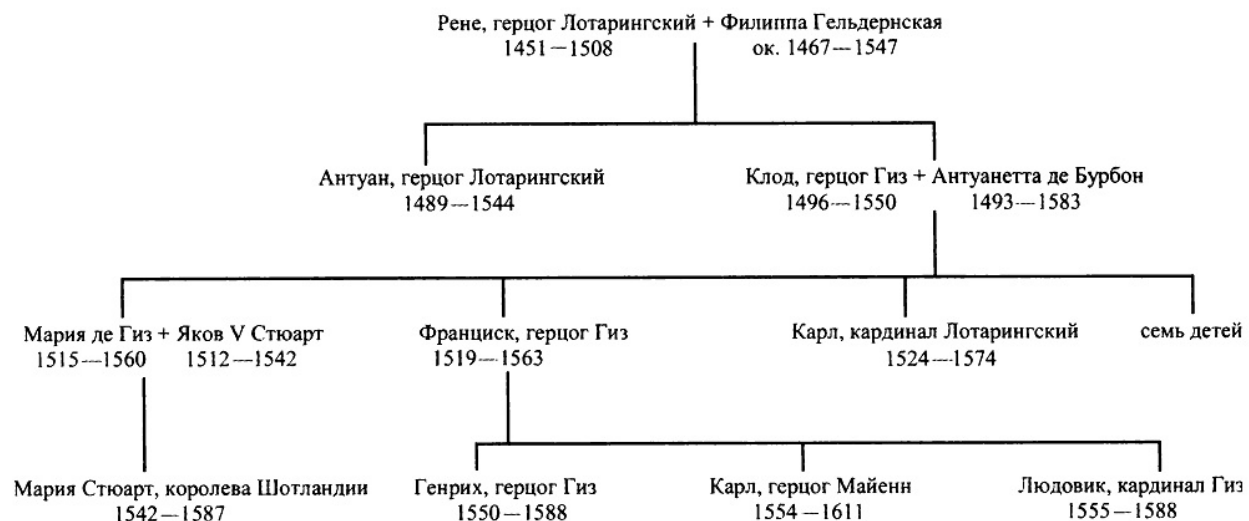 Рене, герцог Лотарингский + Филиппа Гельдернская
1451—1508 ок. 1467—1547
Антуан, герцог Лотарингский Клод, герцог Гиз + Антуанетта де Бурбон
1489—1544 1496—1550 1493—1583
Мария де Гиз + Яков V Стюарт Франциск, герцог Гиз Карл, кардинал Лотарингский семь детей
1515—1560 1512—1542 1519—1563 1524—1574
Мария Стюарт, королева Шотландии Генрих, герцог Гиз Карл, герцог Майенн Людовик, кардинал Гиз
1542—1587 1550—1588 1554—1611 1555—1588